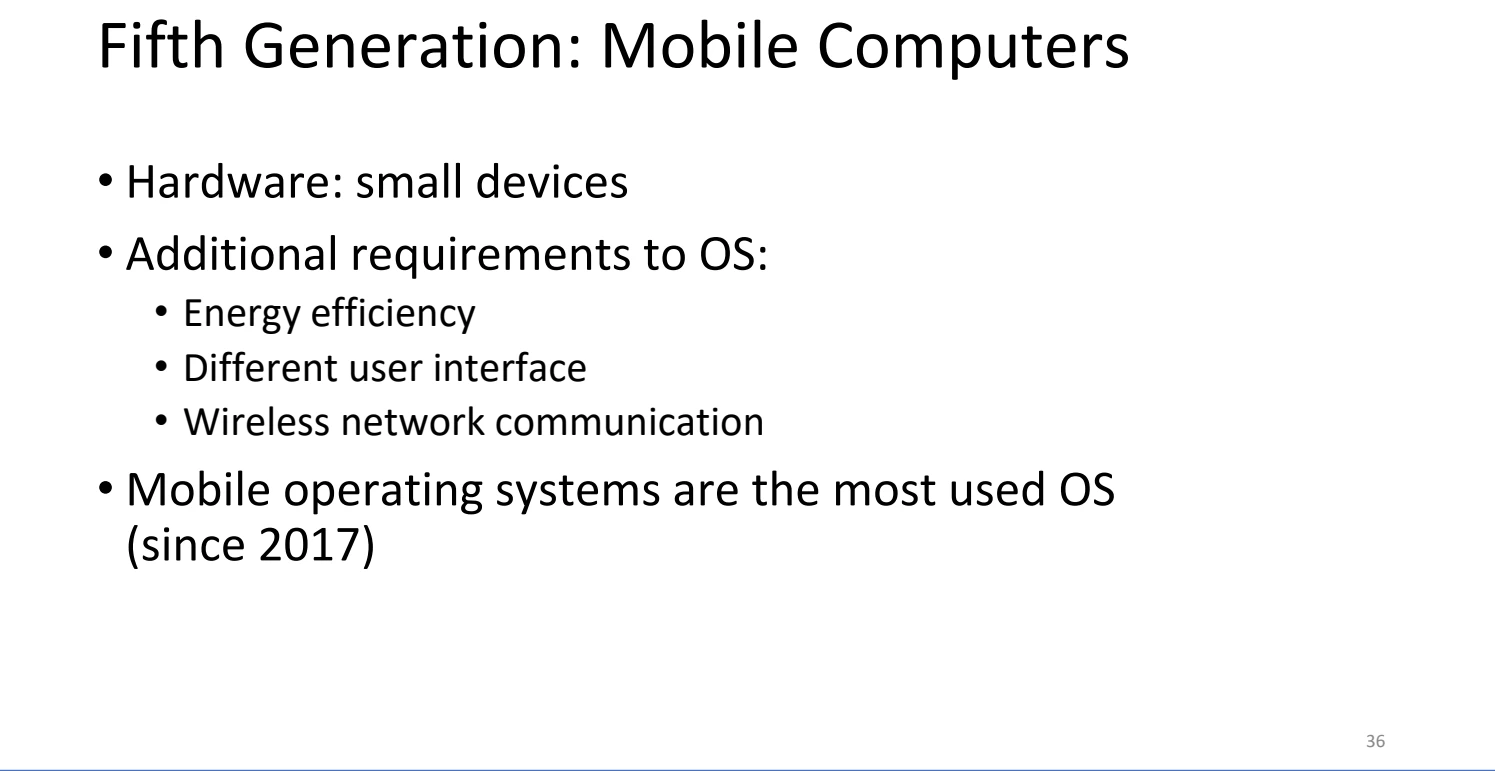 Fifth Generation: Mobile Computers
• Hardware: small devices
• Additional requirements to OS:
• Energy efficiency
• Different user interface
• Wireless network communication
• Mobile operating systems are the most used OS
(since 2017)
36